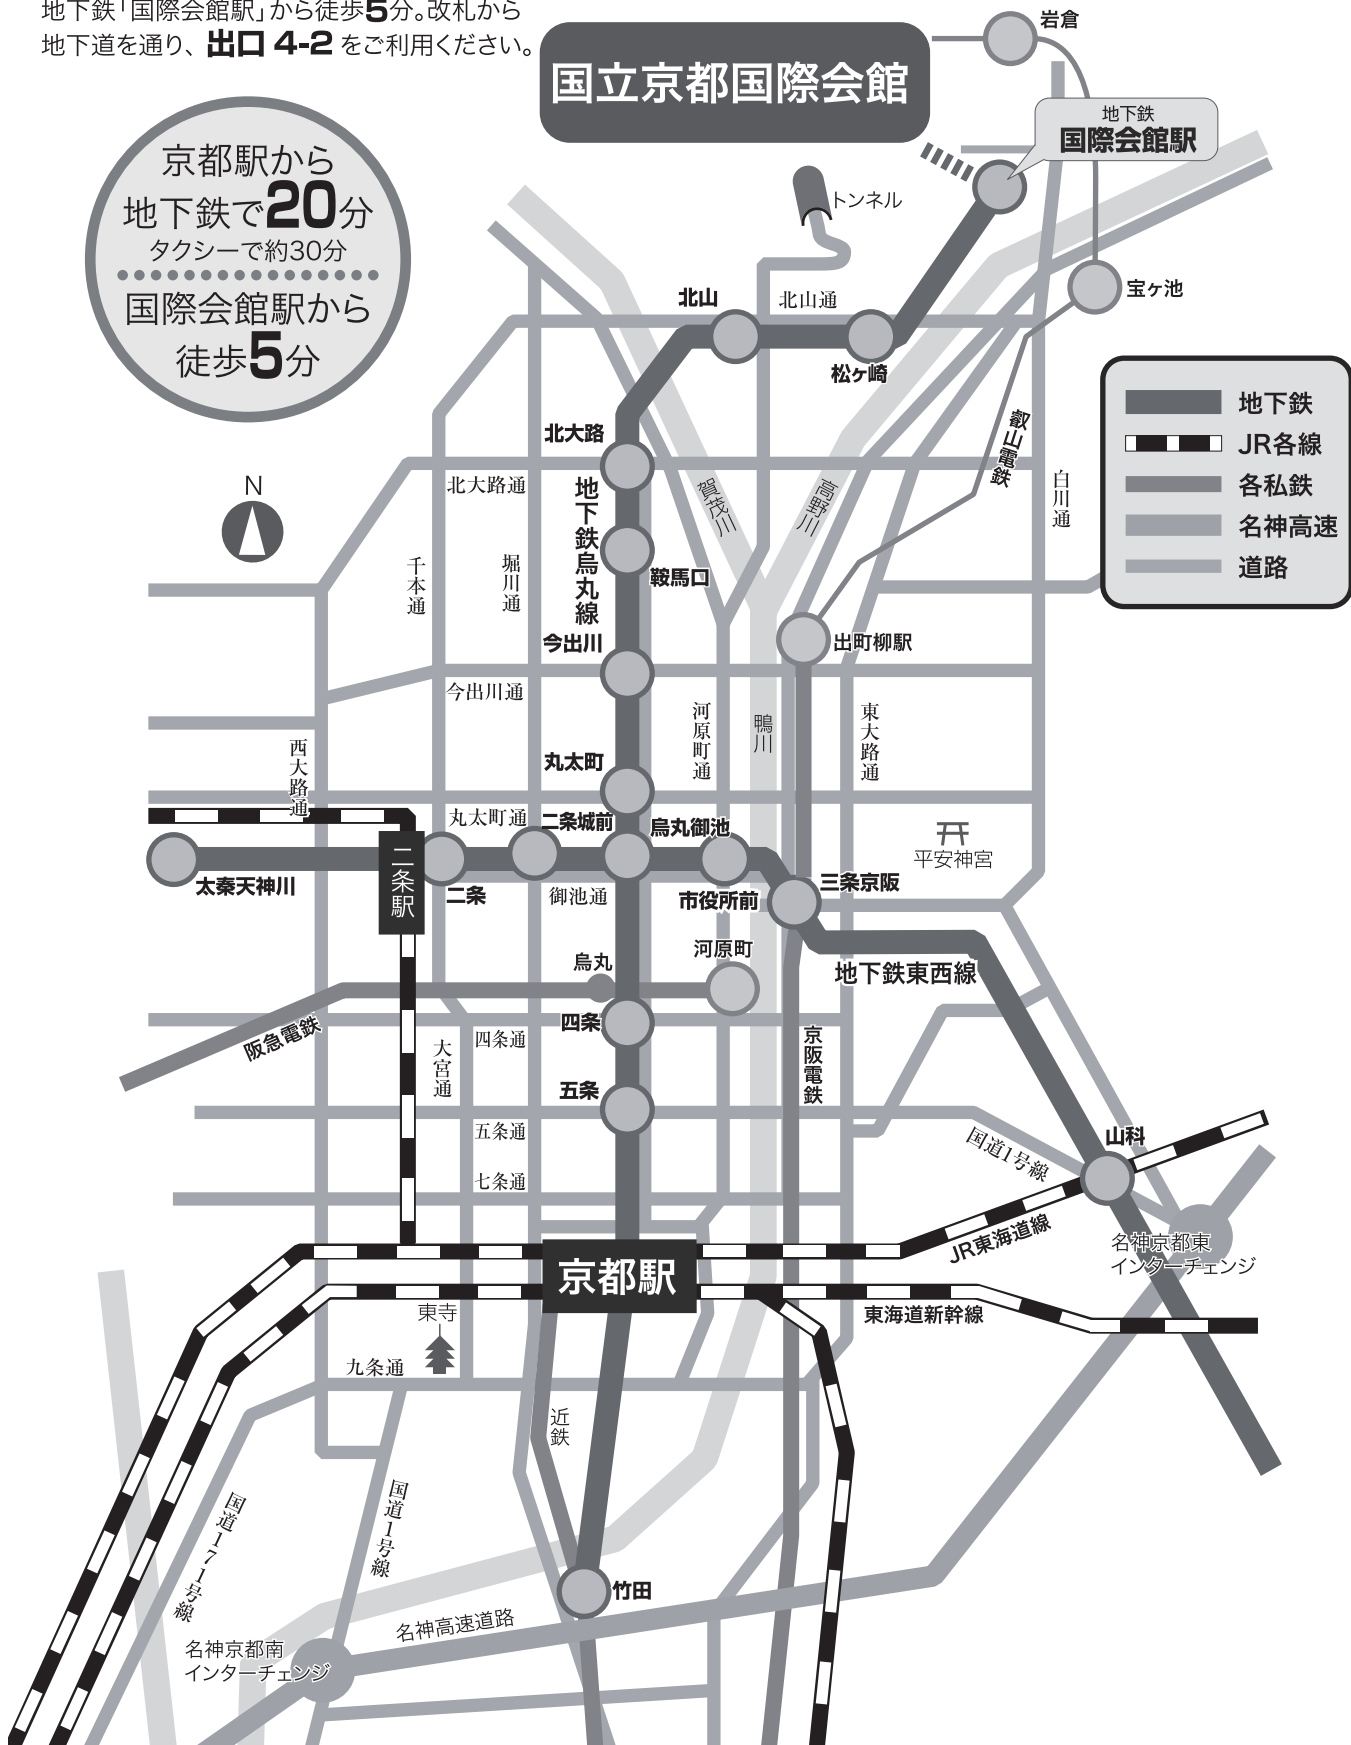 地下鉄「国際会館駅」から徒歩5分。改札から
地下道を通り、出口 4-2 をご利用ください。
国立京都国際会館
岩倉
地下鉄
国際会館駅
京都駅から
地下鉄で20分
タクシーで約30分
国際会館駅から
徒歩5分
トンネル
宝ヶ池
北山
北山通
松ヶ崎
地下鉄
JR各線
各私鉄
名神高速
道路
北大路
叡山電鉄
白川通
N
北大路通
地下鉄烏丸線
賀茂川
高野川
千本通
堀川通
鞍馬口
今出川
出町柳駅
今出川通
河原町通
鴨川
東大路通
西大路通
丸太町
丸太町通
二条城前
烏丸御池
平安神宮
太秦天神川
二条駅
二条
御池通
市役所前
三条京阪
河原町
烏丸
地下鉄東西線
四条
阪急電鉄
四条通
大宮通
京阪電鉄
五条
五条通
国道1号線
山科
七条通
JR東海道線
名神京都東
インターチェンジ
京都駅
東海道新幹線
東寺
九条通
近鉄
国道171号線
国道1号線
竹田
名神高速道路
名神京都南
インターチェンジ